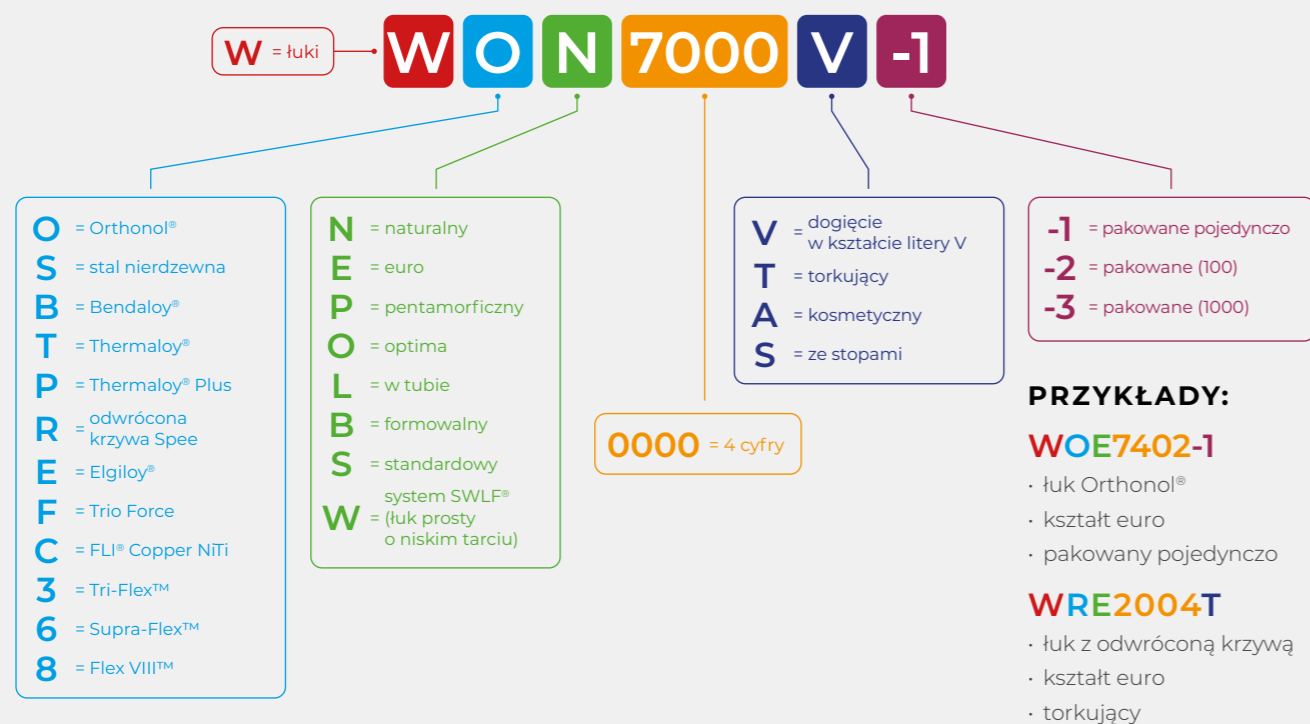 W = łuki
W O N 7000 V -1
O = Orthonol®
S = stal nierdzewna
B = Bendaloy®
T = Thermaloy®
P = Thermaloy® Plus
R = odwrócona
krzywa Spee
E = Elgiloy®
F = Trio Force
C = FLI® Copper NiTi
3 = Tri-Flex™
6 = Supra-Flex™
8 = Flex VIII™
N = naturalny
E = euro
P = pentamorficzny
O = optima
L = w tubie
B = formowalny
S = standardowy
system SWLF®
W = (łuk prosty
o niskim tarciu)
0000 = 4 cyfry
V = dogięcie
w kształcie litery V
T = torkujący
A = kosmetyczny
S = ze stopami
-1 = pakowane pojedynczo
-2 = pakowane (100)
-3 = pakowane (1000)
PRZYKŁADY:
WOE7402-1
· łuk Orthonol®
· kształt euro
· pakowany pojedynczo
WRE2004T
· łuk z odwróconą krzywą
· kształt euro
· torkujący